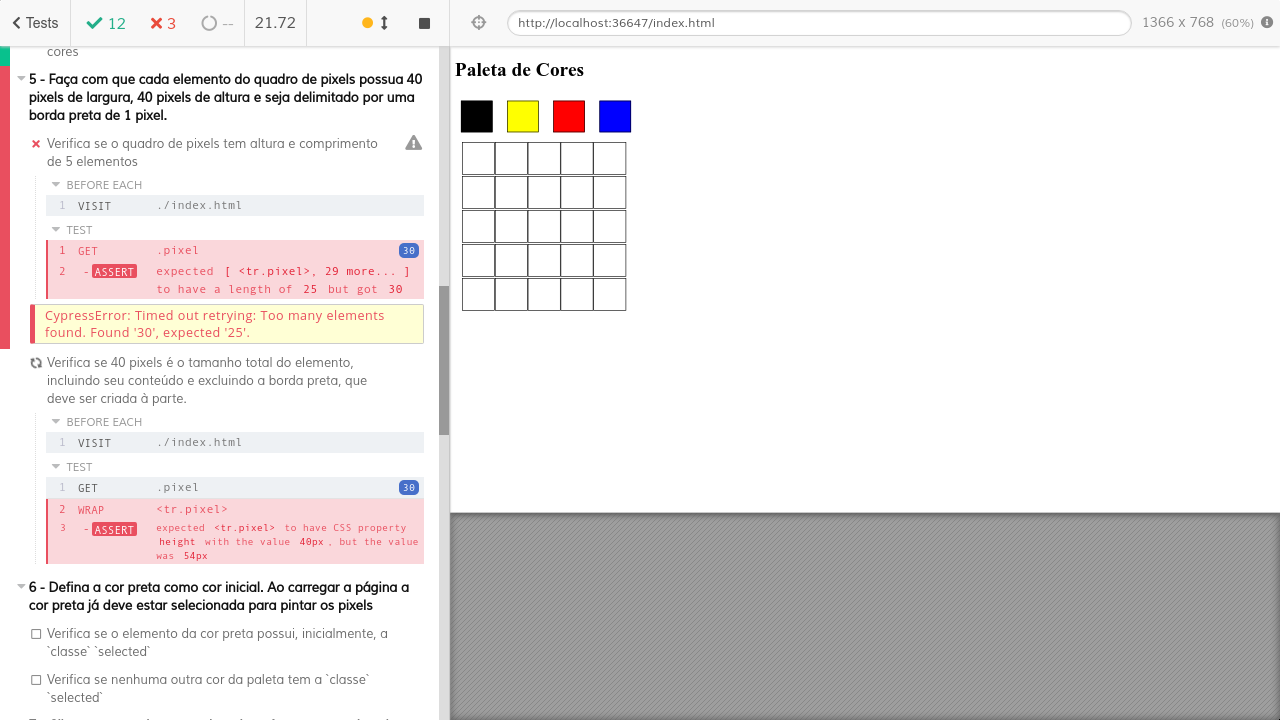 Tests
12
3
--
21.72
http://localhost:36647/index.html
1366 x 768 (60%)
cores
5 - Faça com que cada elemento do quadro de pixels possua 40
pixels de largura, 40 pixels de altura e seja delimitado por uma
borda preta de 1 pixel.
Verifica se o quadro de pixels tem altura e comprimento
de 5 elementos
BEFORE EACH
1 VISIT ./index.html
TEST
1 GET .pixel 30
2 -ASSERT expected [ <tr.pixel>, 29 more... ]
to have a length of 25 but got 30
CypressError: Timed out retrying: Too many elements
found. Found '30', expected '25'.
Verifica se 40 pixels é o tamanho total do elemento,
incluindo seu conteúdo e excluindo a borda preta, que
deve ser criada à parte.
BEFORE EACH
1 VISIT ./index.html
TEST
1 GET .pixel 30
2 WRAP <tr.pixel>
3 -ASSERT expected <tr.pixel> to have CSS property
height with the value 40px, but the value
was 54px
6 - Defina a cor preta como cor inicial. Ao carregar a página a
cor preta já deve estar selecionada para pintar os pixels
Verifica se o elemento da cor preta possui, inicialmente, a
`classe` `selected`
Verifica se nenhuma outra cor da paleta tem a `classe`
`selected`
Paleta de Cores